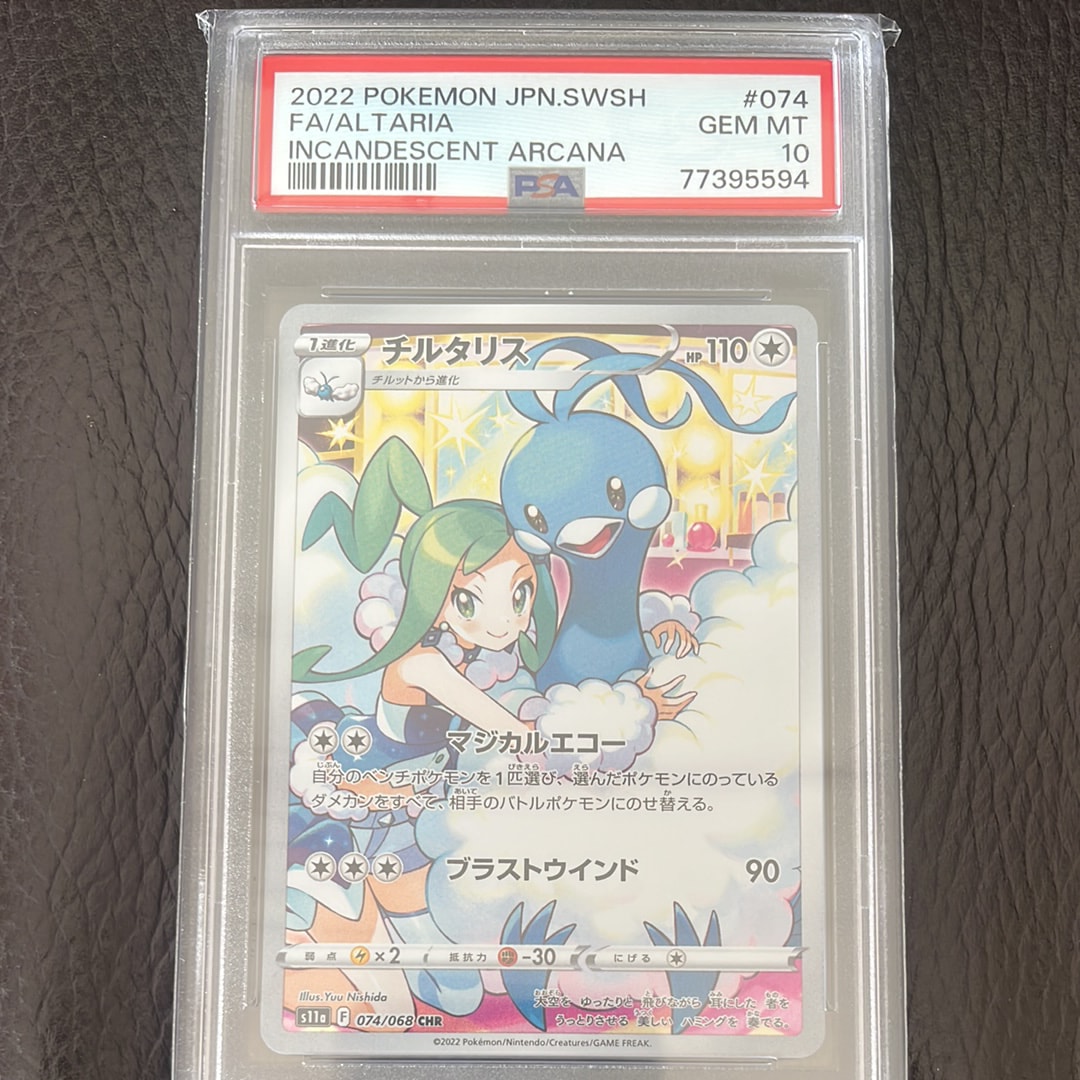 2022 POKEMON JPN.SWSH #074
FA/ALTARIA GEM MT
INCANDESCENT ARCANA 10
PSA 77395594
1進化 チルタリス HP 110
チルットから進化
マジカルエコー
自分のベンチポケモンを1匹選び、選んだポケモンにのっている
ダメカンをすべて、相手のバトルポケモンにのせ替える。
ブラストウインド 90
弱点 ×2 抵抗力 -30 にげる
Illus.Yuu Nishida
大空を ゆったりと 飛びながら 耳にした 者を
うっとりさせる 美しい ハミングを 奏でる。
s11a F 074/068 CHR
©2022 Pokémon/Nintendo/Creatures/GAME FREAK.